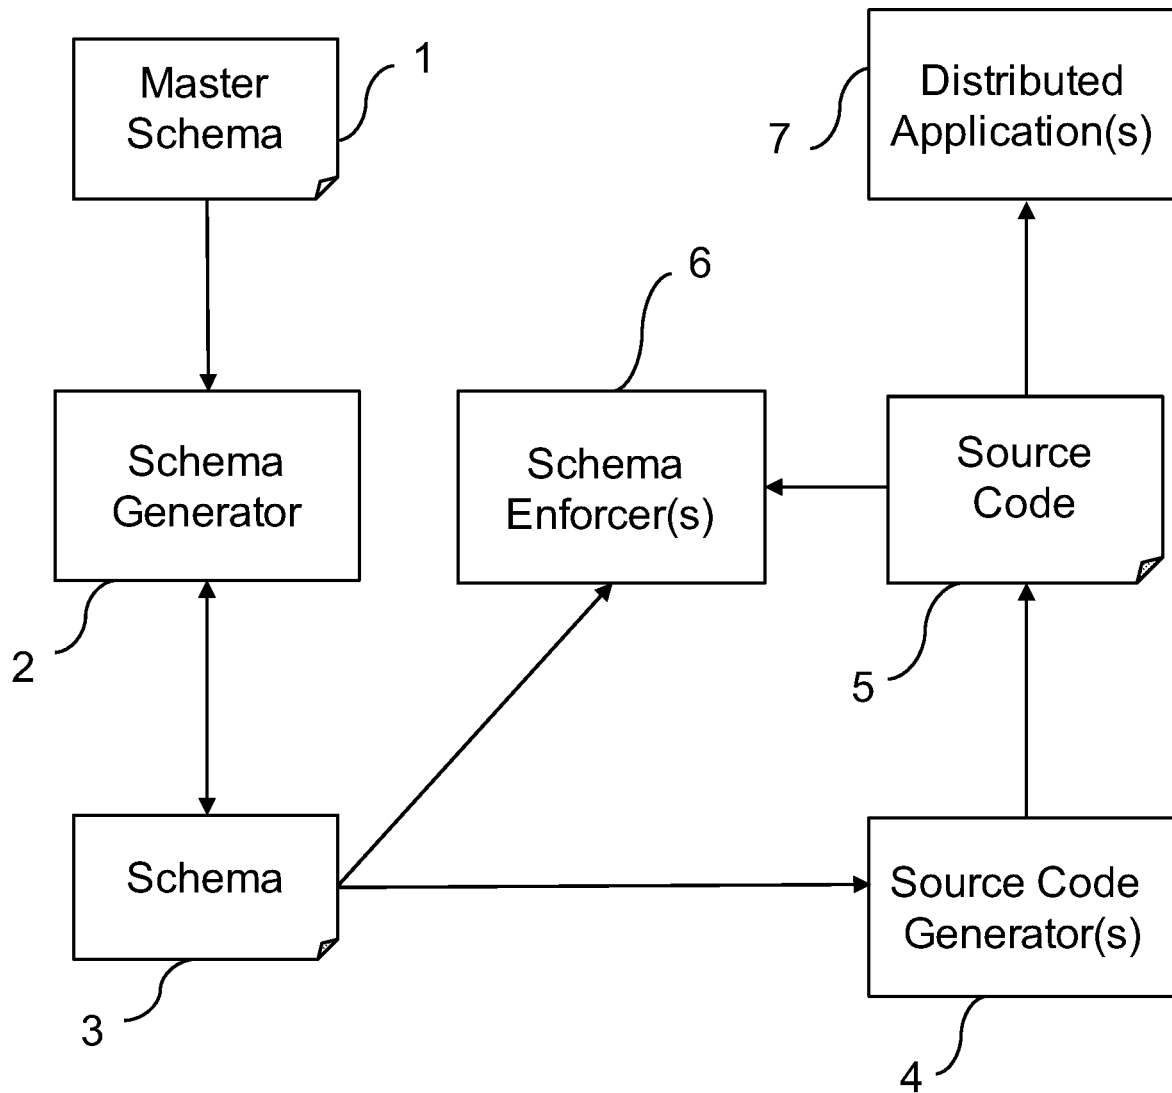 Master
Schema
1
Distributed
Application(s)
7
6
Schema
Generator
2
Schema
Enforcer(s)
Source
Code
5
Schema
3
Source Code
Generator(s)
4